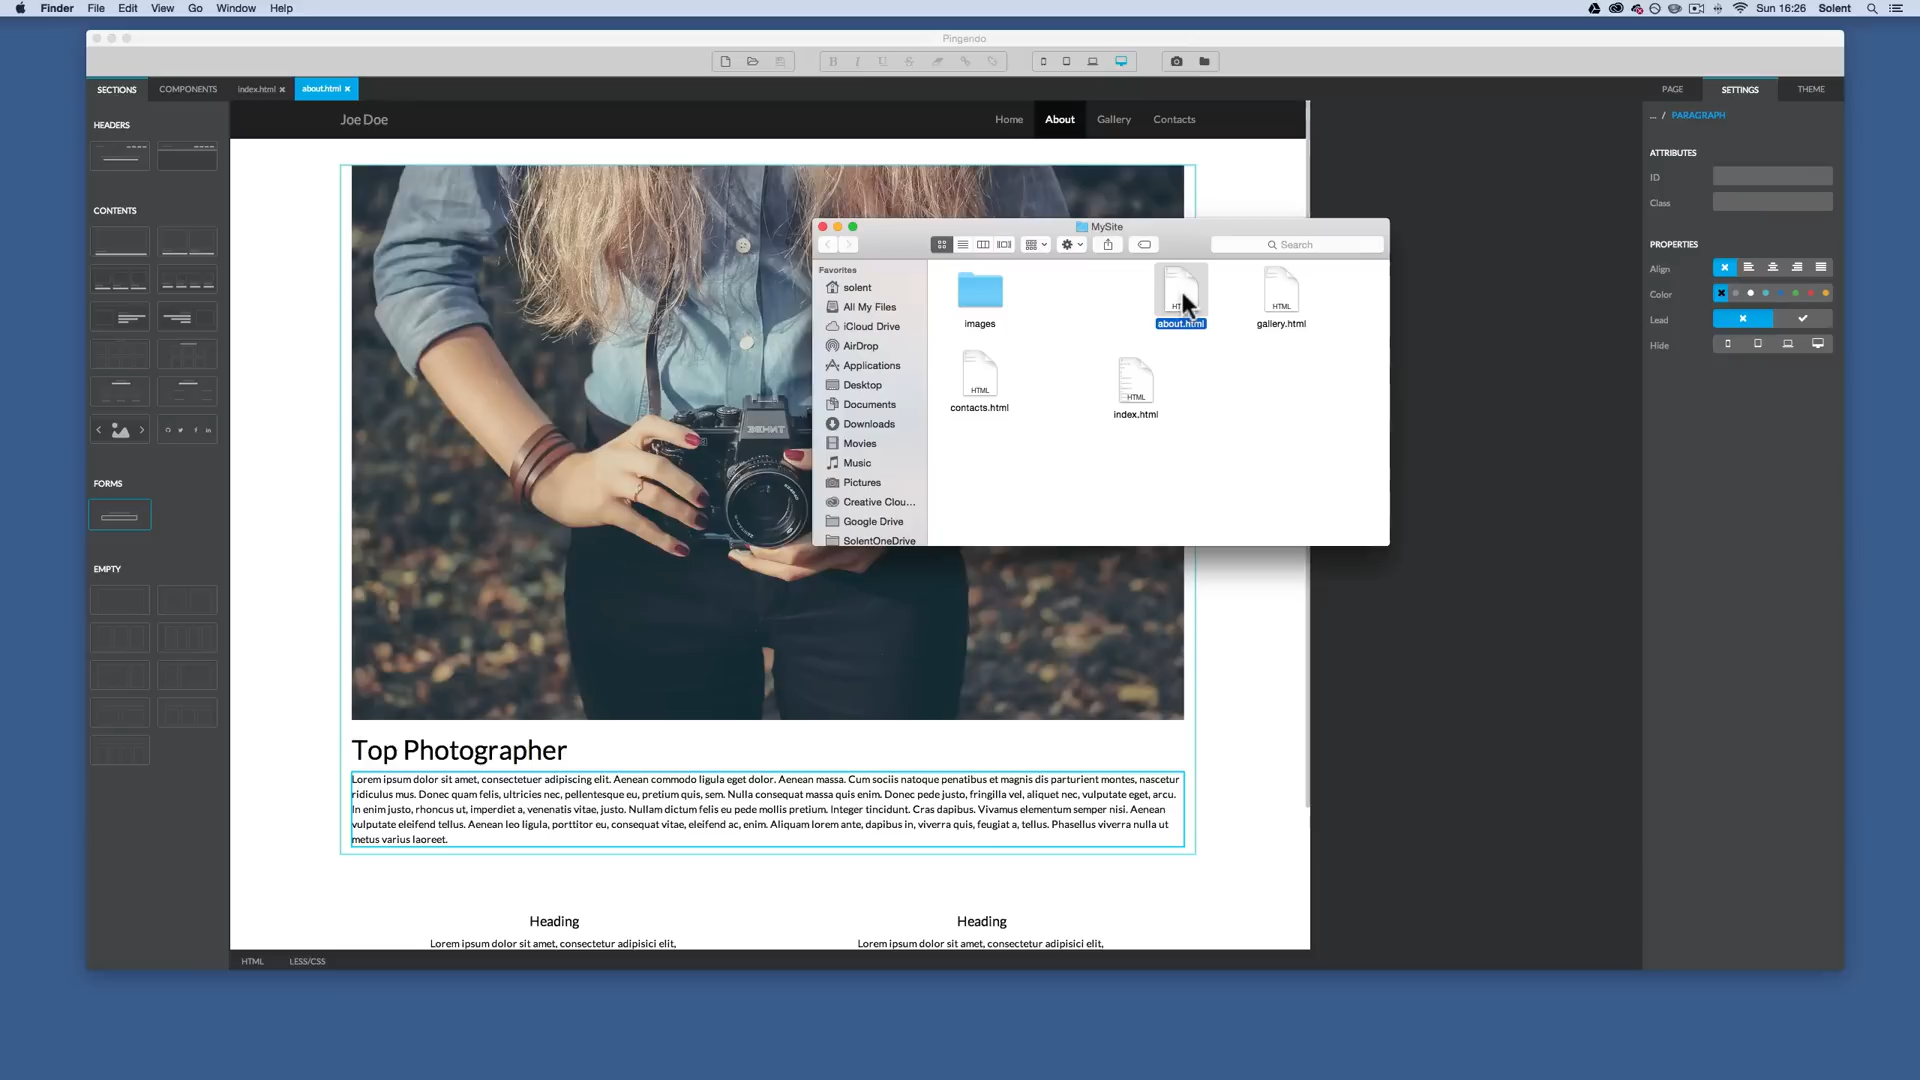 Finder File Edit View Go Window Help
Sun 16:26 Solent
Pingendo
SECTIONS COMPONENTS index.html about.html
PAGE SETTINGS THEME
HEADERS
CONTENTS
FORMS
EMPTY
Joe Doe
Home About Gallery Contacts
MySite
Search
Favorites
solent
All My Files
iCloud Drive
AirDrop
Applications
Desktop
Documents
Downloads
Movies
Music
Pictures
Creative Clou...
Google Drive
SolentOneDrive
images
about.html
HTML
gallery.html
HTML
contacts.html
HTML
index.html
Top Photographer
Lorem ipsum dolor sit amet, consectetuer adipiscing elit. Aenean commodo ligula eget dolor. Aenean massa. Cum sociis natoque penatibus et magnis dis parturient montes, nascetur
ridiculus mus. Donec quam felis, ultricies nec, pellentesque eu, pretium quis, sem. Nulla consequat massa quis enim. Donec pede justo, fringilla vel, aliquet nec, vulputate eget, arcu.
In enim justo, rhoncus ut, imperdiet a, venenatis vitae, justo. Nullam dictum felis eu pede mollis pretium. Integer tincidunt. Cras dapibus. Vivamus elementum semper nisi. Aenean
vulputate eleifend tellus. Aenean leo ligula, porttitor eu, consequat vitae, eleifend ac, enim. Aliquam lorem ante, dapibus in, viverra quis, feugiat a, tellus. Phasellus viverra nulla ut
metus varius laoreet.
Heading
Heading
Lorem ipsum dolor sit amet, consectetur adipisici elit,
Lorem ipsum dolor sit amet, consectetur adipisici elit,
HTML LESS/CSS
... / PARAGRAPH
ATTRIBUTES
ID
Class
PROPERTIES
Align
Color
Lead
Hide